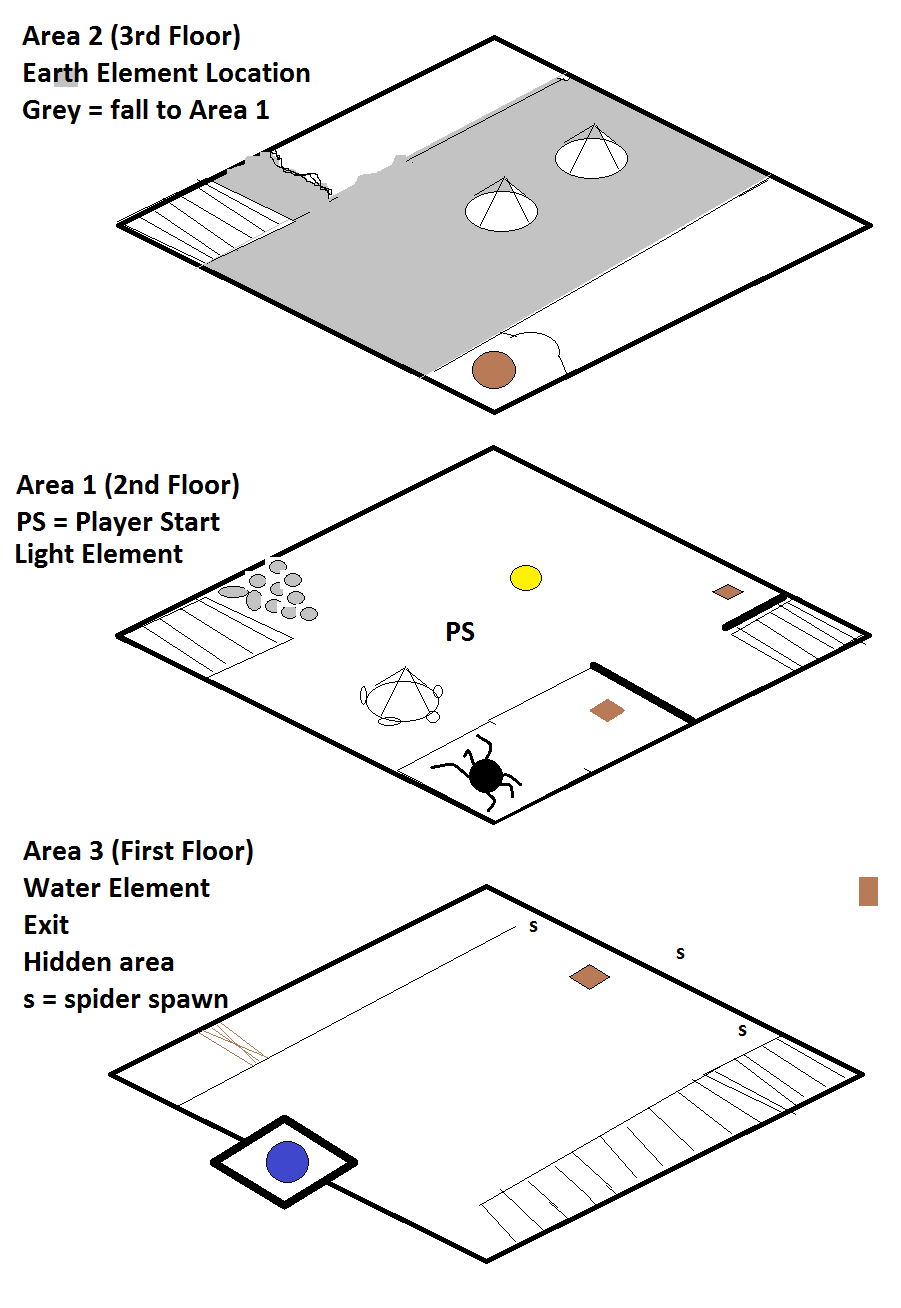 Area 2 (3rd Floor)
Earth Element Location
Grey = fall to Area 1
Area 1 (2nd Floor)
PS = Player Start
Light Element
PS
Area 3 (First Floor)
Water Element
Exit
Hidden area
s = spider spawn
s
s
s